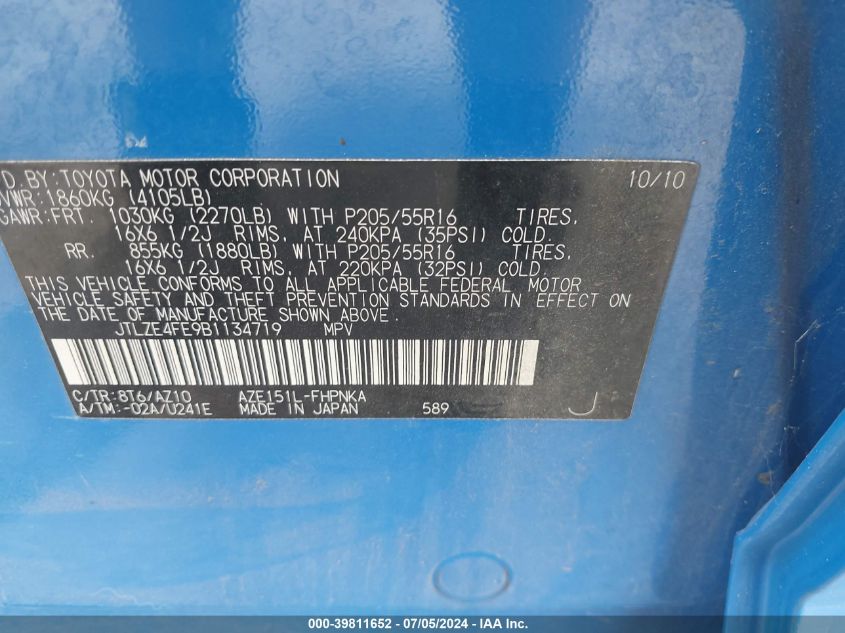 D BY: TOYOTA MOTOR CORPORATION 10/10
VWR: 1860KG (4105LB)
GAWR: FRT. 1030KG (2270LB) WITH P205/55R16 TIRES,
16X6 1/2J RIMS, AT 240KPA (35PSI) COLD.
RR. 855KG (1880LB) WITH P205/55R16 TIRES,
16X6 1/2J RIMS, AT 220KPA (32PSI) COLD.
THIS VEHICLE CONFORMS TO ALL APPLICABLE FEDERAL MOTOR
VEHICLE SAFETY AND THEFT PREVENTION STANDARDS IN EFFECT ON
THE DATE OF MANUFACTURE SHOWN ABOVE.
JTLZE4FE9B1134719 MPV
C/TR: 8T6/AZ10 AZE151L-FHPNKA
A/TM: -02A/U241E MADE IN JAPAN 589 J
000-39811652 - 07/05/2024 - IAA Inc.